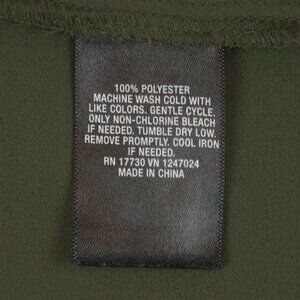 100% POLYESTER
MACHINE WASH COLD WITH
LIKE COLORS. GENTLE CYCLE.
ONLY NON-CHLORINE BLEACH
IF NEEDED. TUMBLE DRY LOW.
REMOVE PROMPTLY. COOL IRON
IF NEEDED.
RN 17730 VN 1247024
MADE IN CHINA